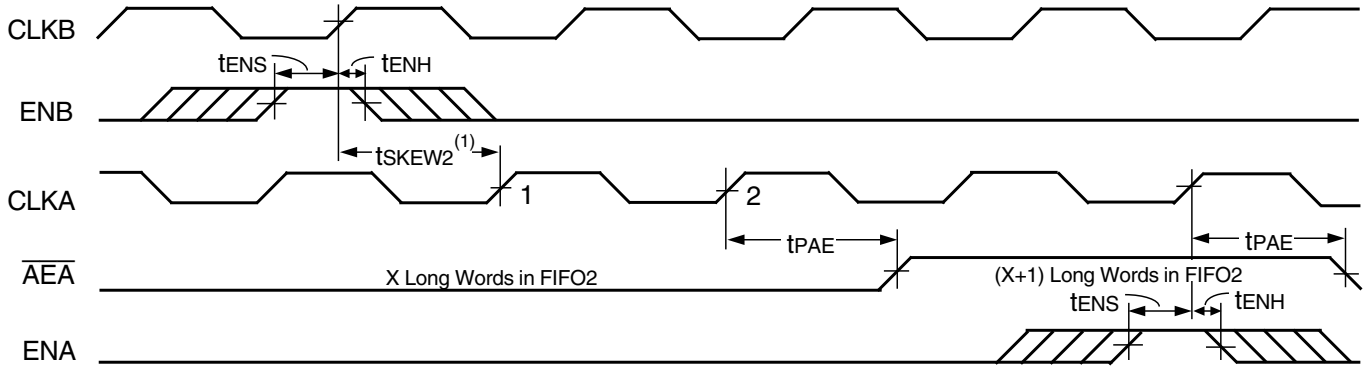 CLKB
tENS tENH
ENB
tSKEW2(1)
CLKA 1 2
tPAE tPAE
AEA X Long Words in FIFO2 (X+1) Long Words in FIFO2
tENS tENH
ENA